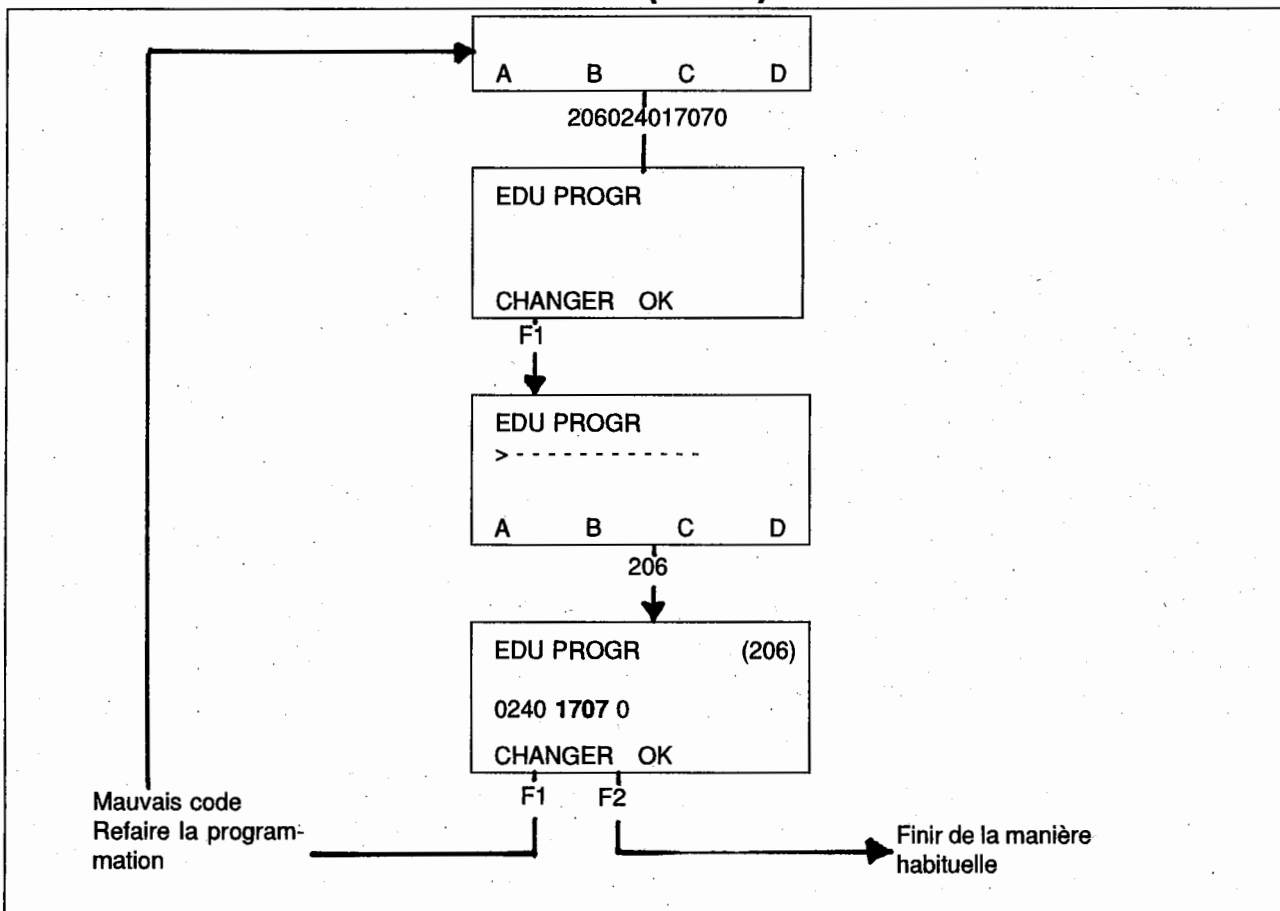 A B C D
206024017070
EDU PROGR
CHANGER OK
F1
EDU PROGR
>- - - - - - - - - - - - -
A B C D
206
EDU PROGR (206)
0240 1707 0
CHANGER OK
F1 F2
Mauvais code
Refaire la program-
mation
Finir de la manière
habituelle